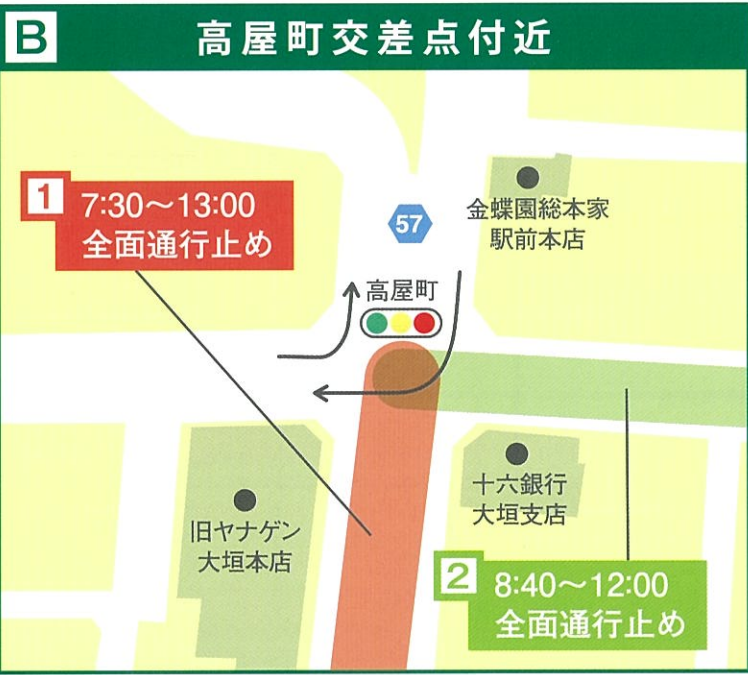 B
高屋町交差点付近
1
7:30～13:00
全面通行止め
57
金蝶園総本家
駅前本店
高屋町
十六銀行
大垣支店
旧ヤナゲン
大垣本店
2
8:40～12:00
全面通行止め